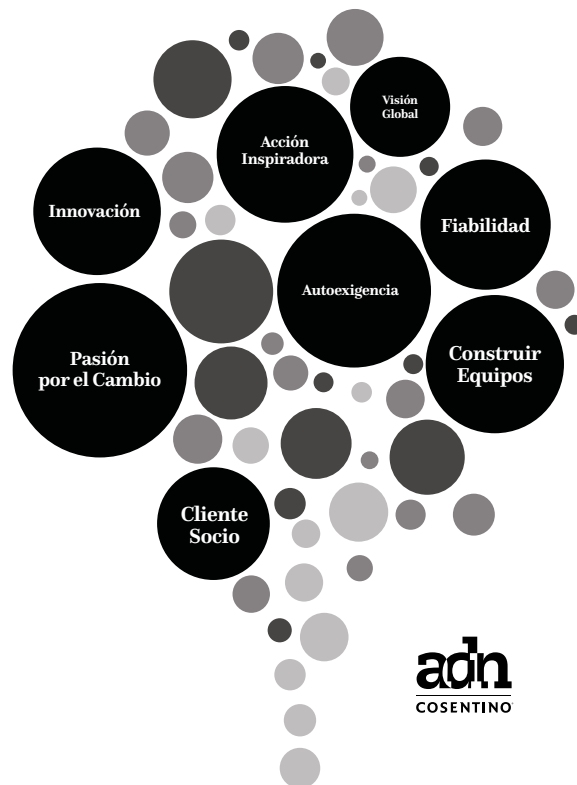 Visión
Global
Acción
Inspiradora
Innovación
Fiabilidad
Autoexigencia
Pasión
por el Cambio
Construir
Equipos
Cliente
Socio
adn
COSENTINO